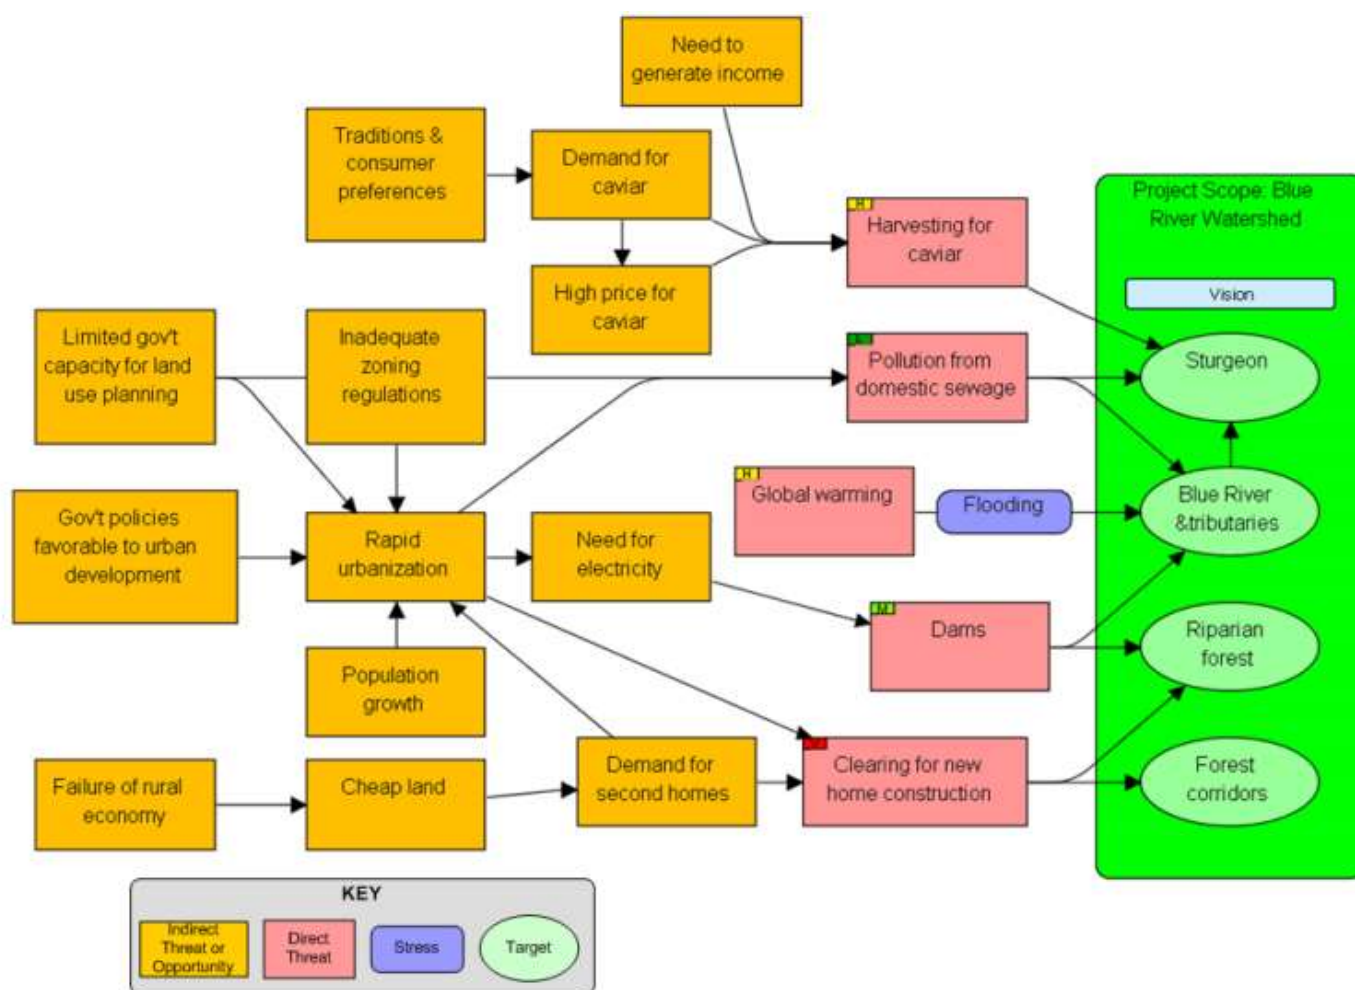 Need to
generate income
Traditions &
consumer
preferences
Demand for
caviar
High price for
caviar
H
Harvesting for
caviar
Project Scope: Blue
River Watershed
Vision
Sturgeon
Limited gov't
capacity for land
use planning
Inadequate
zoning
regulations
Pollution from
domestic sewage
H
Global warming
Flooding
Blue River
&tributaries
Gov't policies
favorable to urban
development
Rapid
urbanization
Need for
electricity
M
Dams
Riparian
forest
Population
growth
Failure of rural
economy
Cheap land
Demand for
second homes
Clearing for new
home construction
Forest
corridors
KEY
Indirect
Threat or
Opportunity
Direct
Threat
Stress
Target